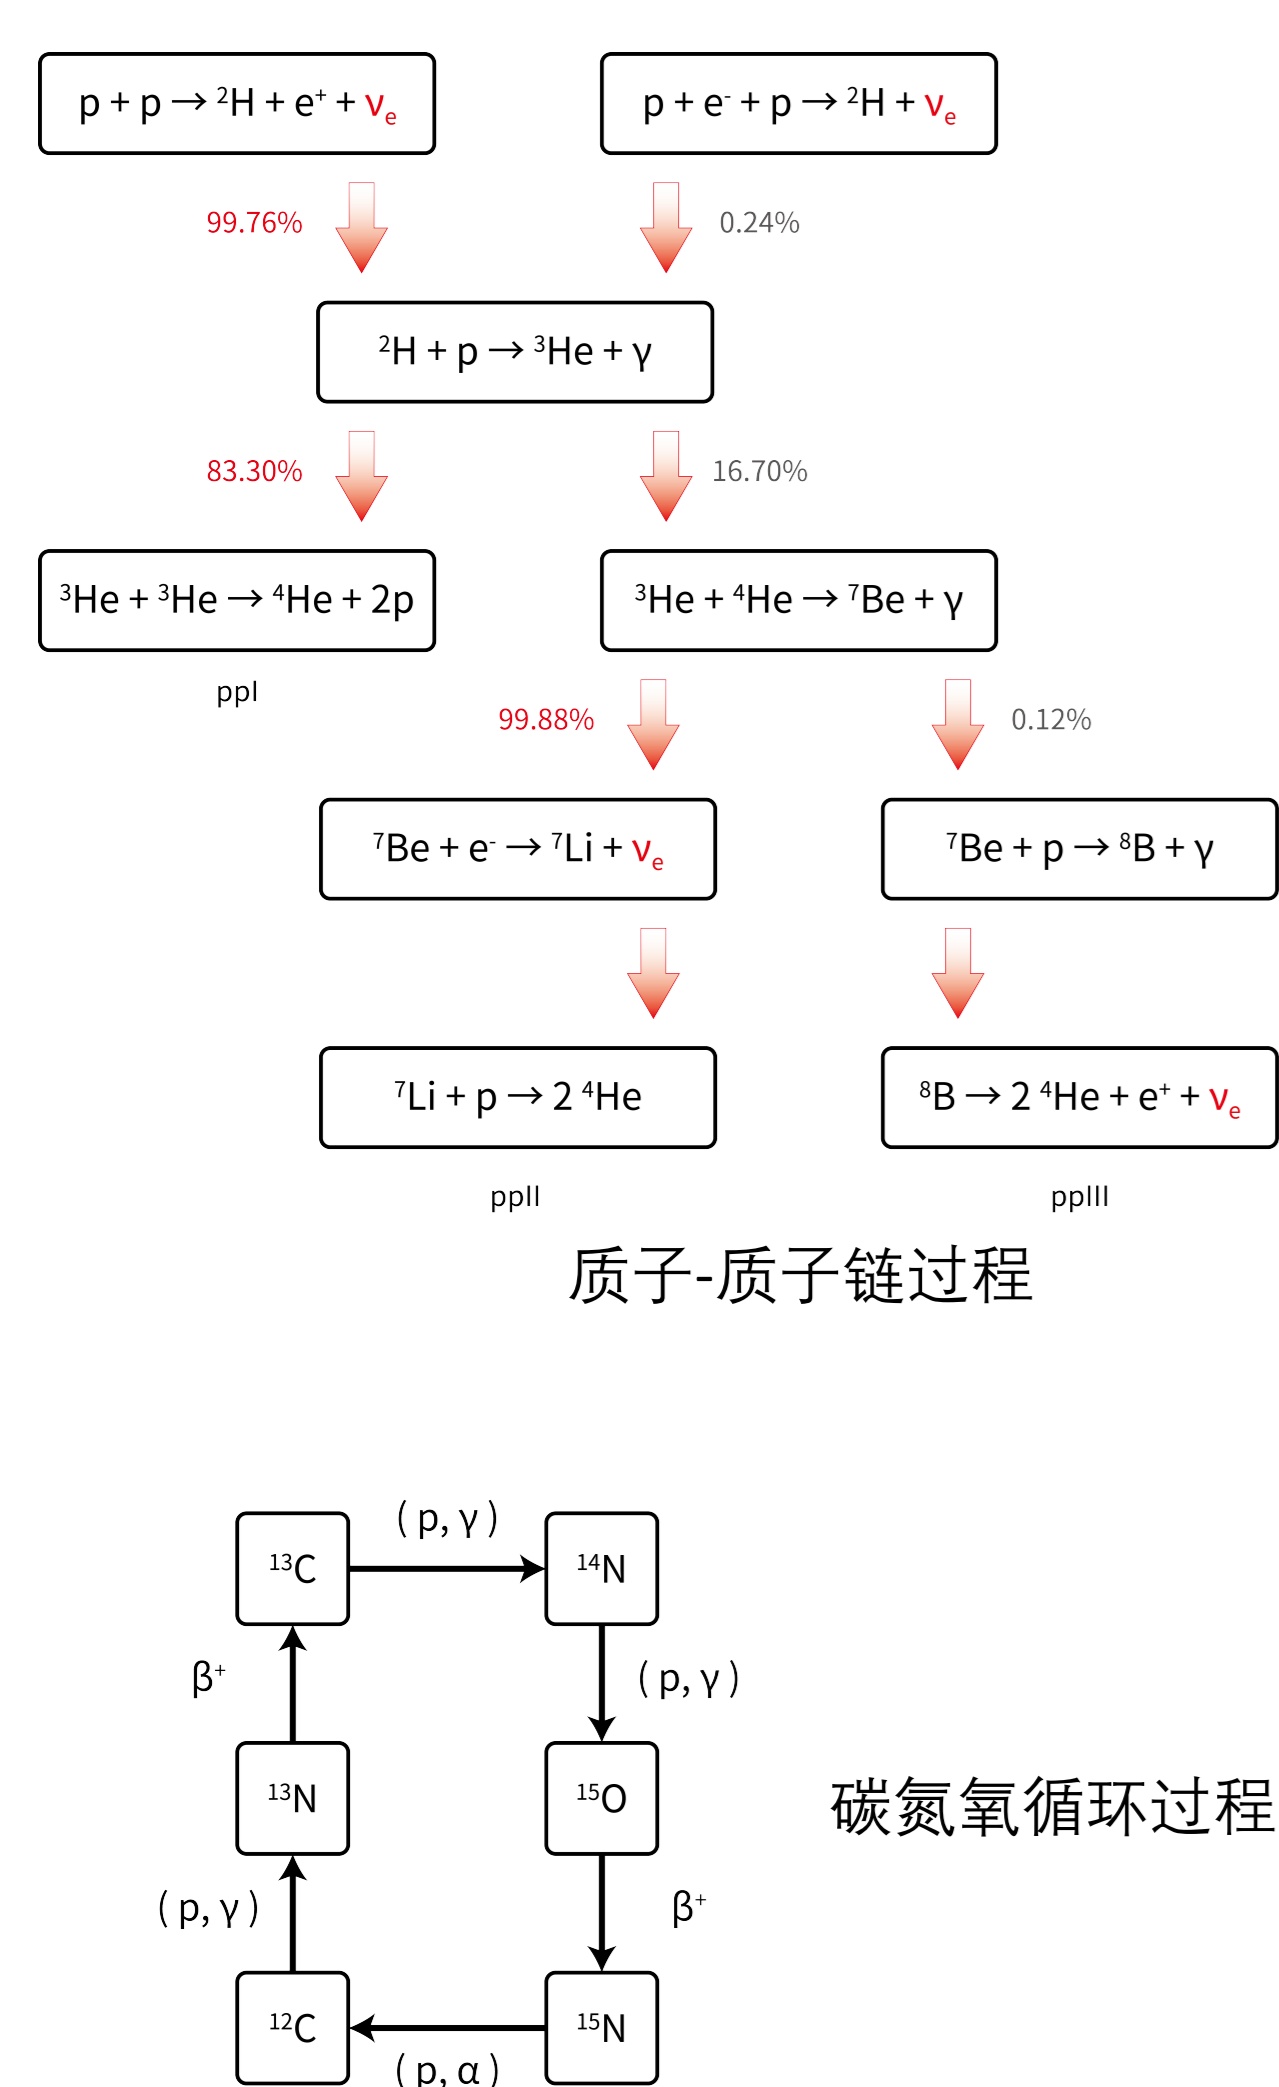 p + p → ²H + e⁺ + νₑ
p + e⁻ + p → ²H + νₑ
99.76%
0.24%
²H + p → ³He + γ
83.30%
16.70%
³He + ³He → ⁴He + 2p
³He + ⁴He → ⁷Be + γ
ppI
99.88%
0.12%
⁷Be + e⁻ → ⁷Li + νₑ
⁷Be + p → ⁸B + γ
⁷Li + p → 2 ⁴He
⁸B → 2 ⁴He + e⁺ + νₑ
ppII
ppIII
质子-质子链过程
( p, γ )
¹³C
¹⁴N
β⁺
( p, γ )
¹³N
¹⁵O
碳氮氧循环过程
( p, γ )
β⁺
¹²C
¹⁵N
( p, α )